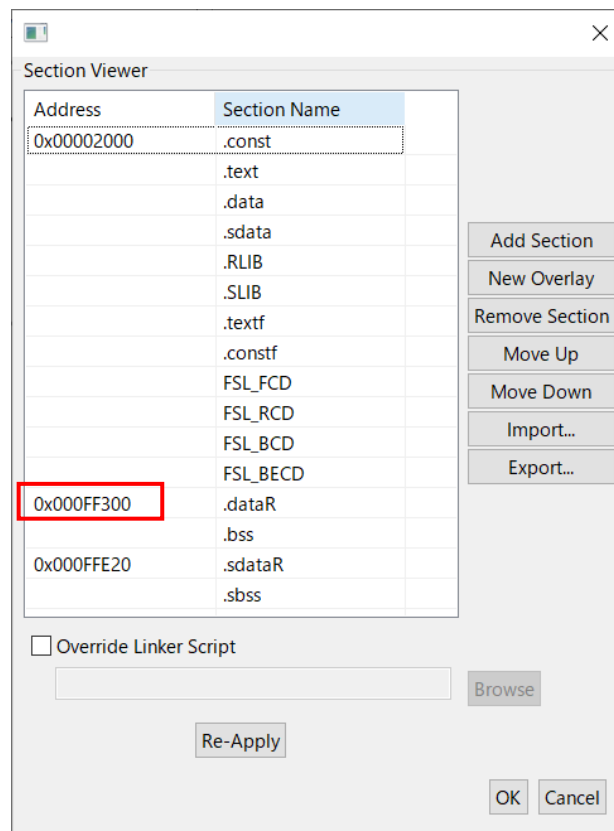 Section Viewer
Address Section Name
0x00002000 .const
.text
.data
.sdata
.RLIB
.SLIB
.textf
.constf
FSL_FCD
FSL_RCD
FSL_BCD
FSL_BECD
0x000FF300 .dataR
.bss
0x000FFE20 .sdataR
.sbss
Add Section
New Overlay
Remove Section
Move Up
Move Down
Import...
Export...
Override Linker Script
Browse
Re-Apply
OK Cancel